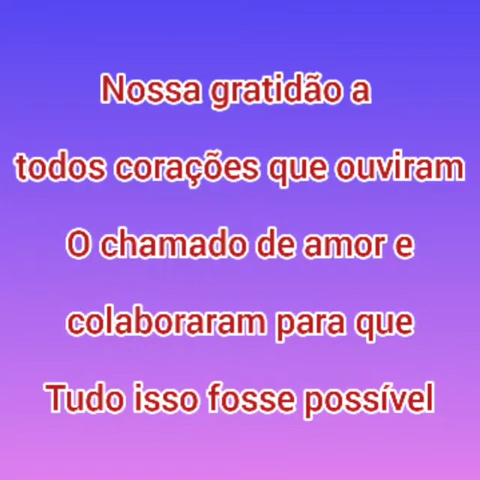 Nossa gratidão a
todos corações que ouviram
O chamado de amor e
colaboraram para que
Tudo isso fosse possível